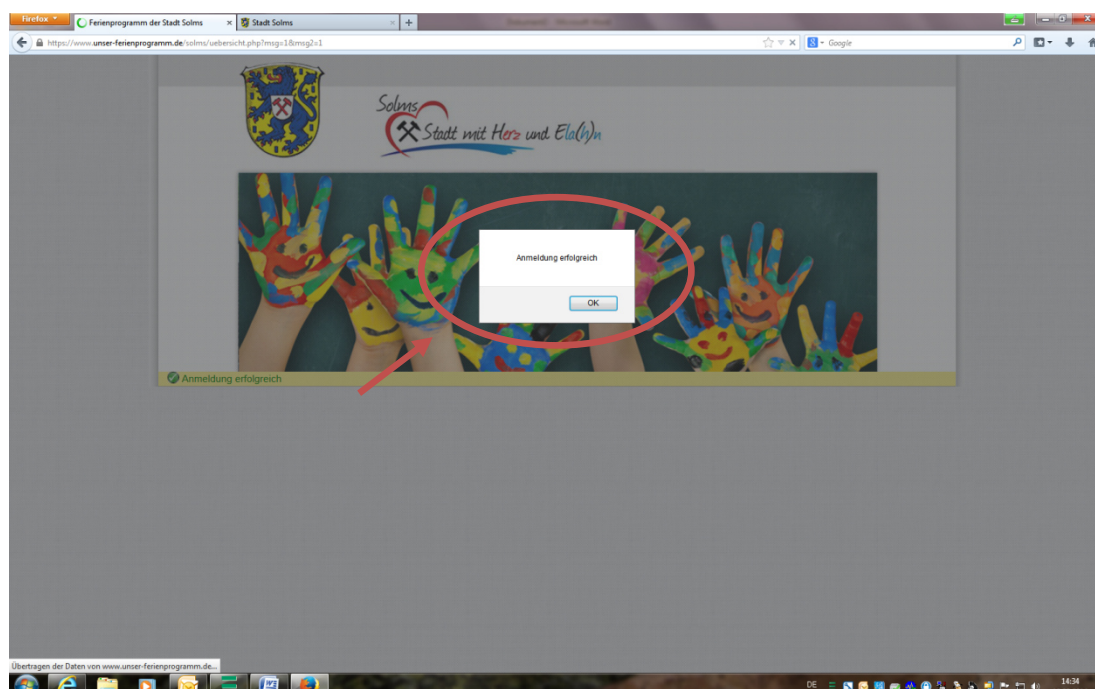 Firefox
Ferienprogramm der Stadt Solms
Stadt Solms
https://www.unser-ferienprogramm.de/solms/uebersicht.php?msg=1&rmsg2=1
Google
Solms
Stadt mit Herz und Ela(h)n
Anmeldung erfolgreich
OK
Anmeldung erfolgreich
Übertragen der Daten von www.unser-ferienprogramm.de...
DE
14:34